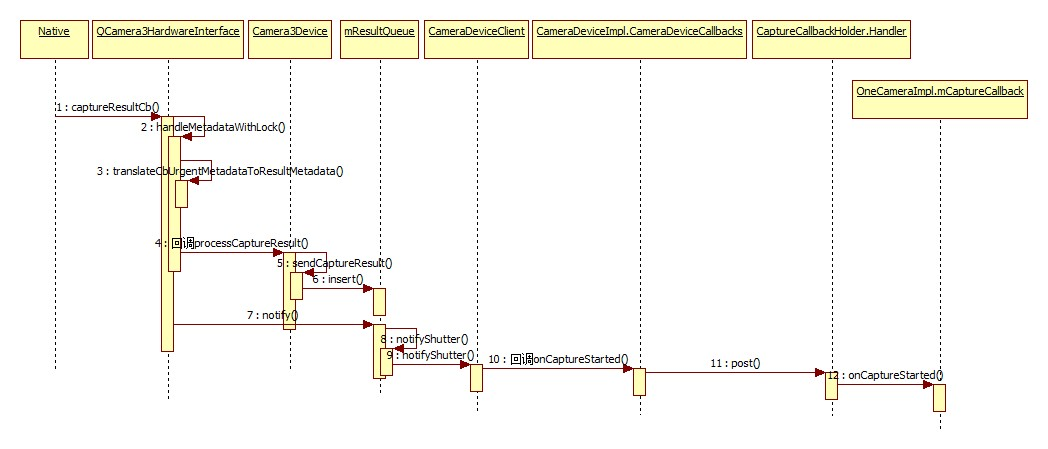 Native
QCamera3HardwareInterface
Camera3Device
mResultQueue
CameraDeviceClient
CameraDeviceImpl.CameraDeviceCallbacks
CaptureCallbackHolder.Handler
OneCameraImpl.mCaptureCallback
1 : captureResultCb()
2 : handleMetadataWithLock()
3 : translateCbUrgentMetadataToResultMetadata()
4 : 回调processCaptureResult()
5 : sendCaptureResult()
6 : insert()
7 : notify()
8 : notifyShutter()
9 : notifyShutter()
10 : 回调onCaptureStarted()
11 : post()
12 : onCaptureStarted()